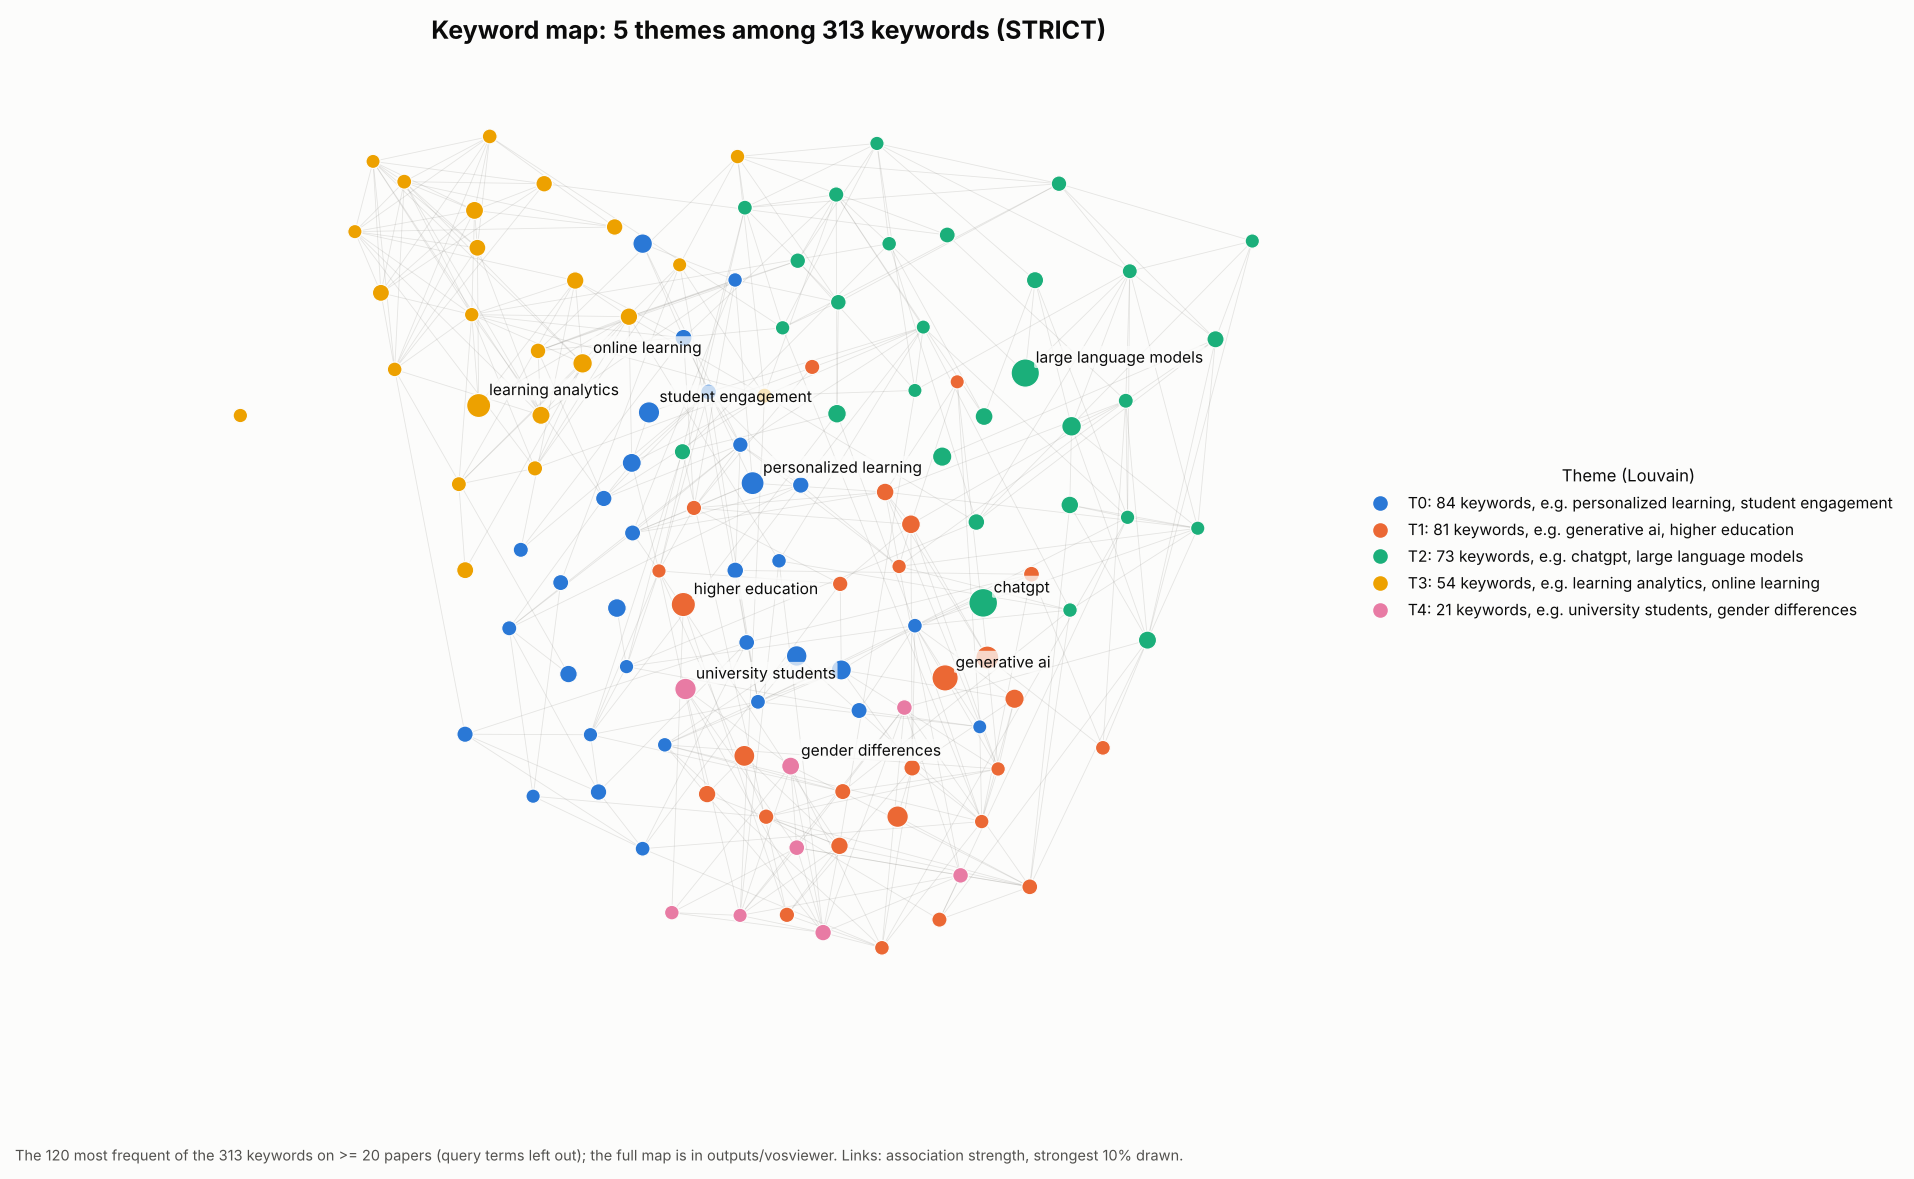 Keyword map: 5 themes among 313 keywords (STRICT)
online learning
large language models
learning analytics
student engagement
personalized learning
Theme (Louvain)
T0: 84 keywords, e.g. personalized learning, student engagement
T1: 81 keywords, e.g. generative ai, higher education
T2: 73 keywords, e.g. chatgpt, large language models
T3: 54 keywords, e.g. learning analytics, online learning
T4: 21 keywords, e.g. university students, gender differences
higher education
chatgpt
generative ai
university students
gender differences
The 120 most frequent of the 313 keywords on >= 20 papers (query terms left out); the full map is in outputs/vosviewer. Links: association strength, strongest 10% drawn.